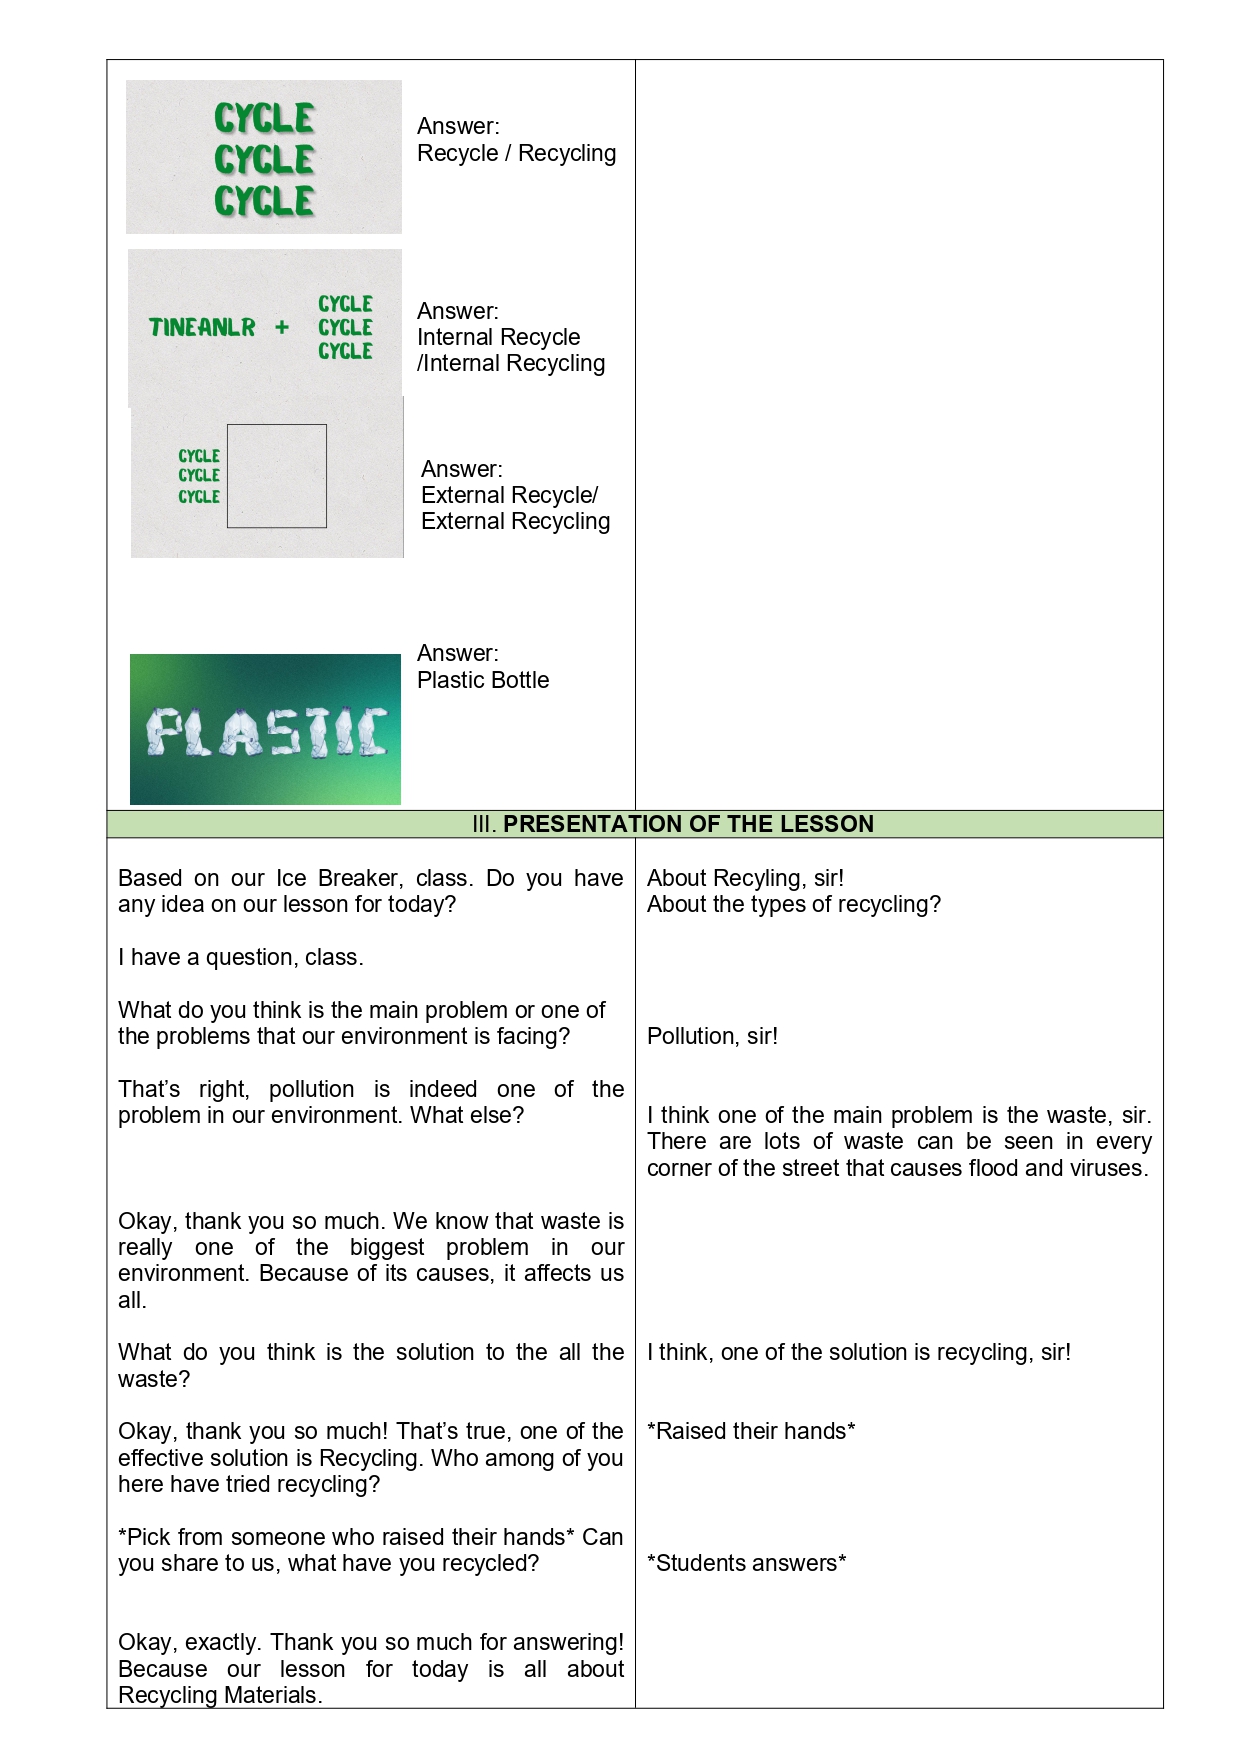 CYCLE
CYCLE
CYCLE
Answer:
Recycle / Recycling
TINEANLR + CYCLE
CYCLE
CYCLE
Answer:
Internal Recycle
/Internal Recycling
CYCLE
CYCLE
CYCLE
Answer:
External Recycle/
External Recycling
PLASTIC
Answer:
Plastic Bottle
III. PRESENTATION OF THE LESSON
Based on our Ice Breaker, class. Do you have
any idea on our lesson for today?
About Recyling, sir!
About the types of recycling?
I have a question, class.
What do you think is the main problem or one of
the problems that our environment is facing?
Pollution, sir!
That's right, pollution is indeed one of the
problem in our environment. What else?
I think one of the main problem is the waste, sir.
There are lots of waste can be seen in every
corner of the street that causes flood and viruses.
Okay, thank you so much. We know that waste is
really one of the biggest problem in our
environment. Because of its causes, it affects us
all.
What do you think is the solution to the all the
waste?
I think, one of the solution is recycling, sir!
Okay, thank you so much! That's true, one of the
effective solution is Recycling. Who among of you
here have tried recycling?
*Raised their hands*
*Pick from someone who raised their hands* Can
you share to us, what have you recycled?
*Students answers*
Okay, exactly. Thank you so much for answering!
Because our lesson for today is all about
Recycling Materials.